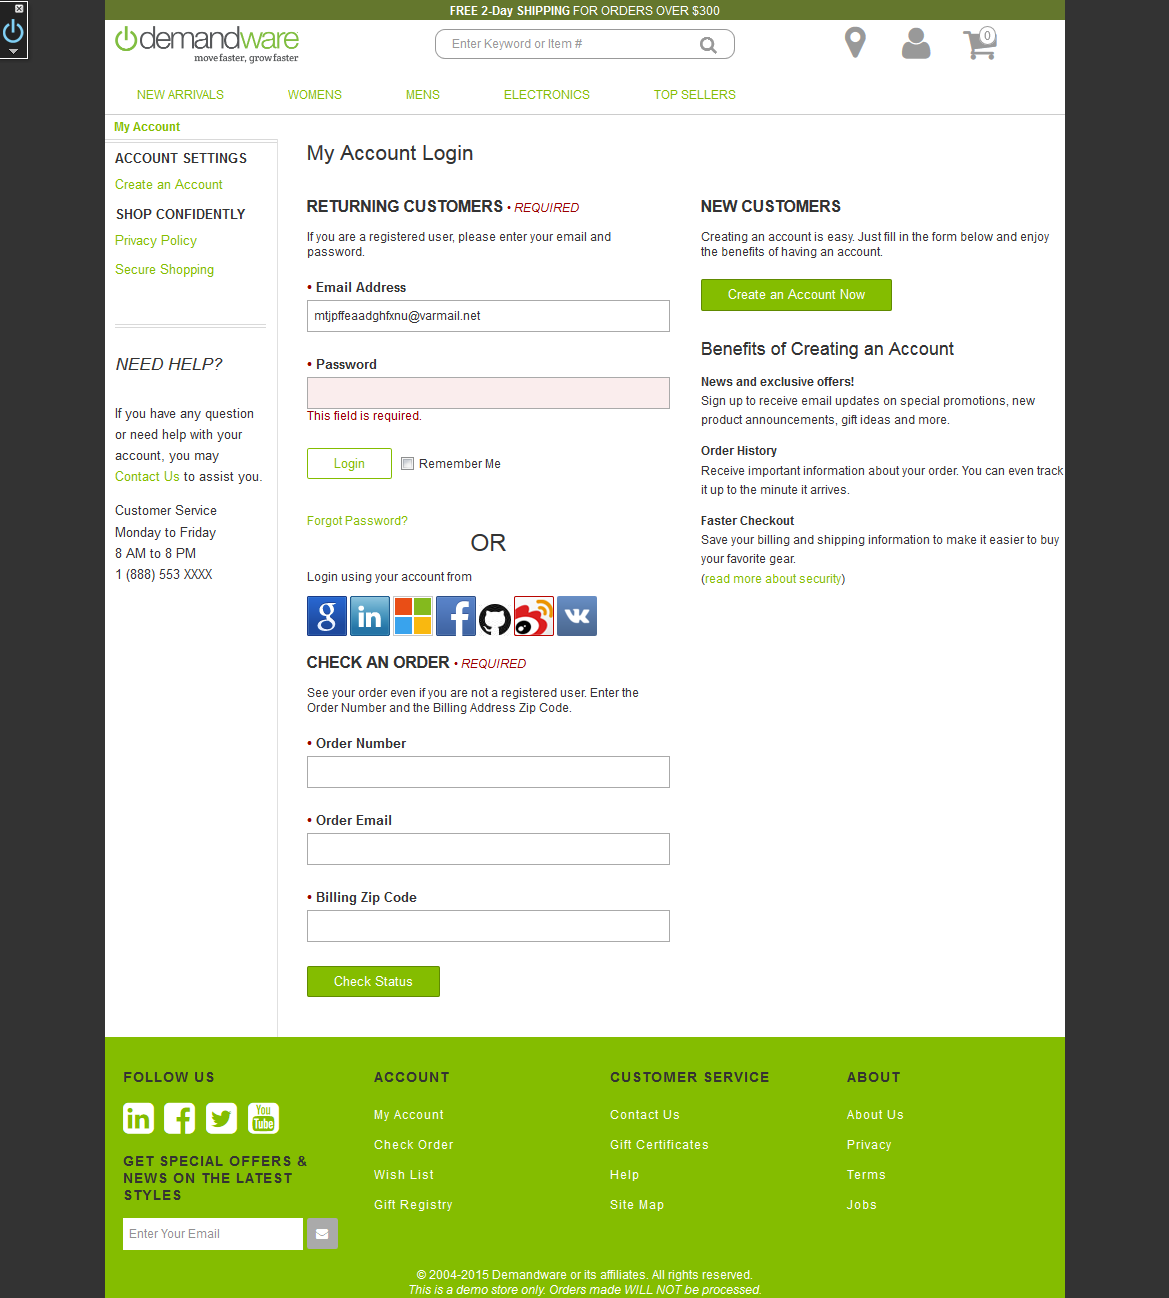 FREE 2-Day SHIPPING FOR ORDERS OVER $300
demandware
move faster, grow faster
Enter Keyword or Item #
0
NEW ARRIVALS WOMENS MENS ELECTRONICS TOP SELLERS
My Account
ACCOUNT SETTINGS
Create an Account
SHOP CONFIDENTLY
Privacy Policy
Secure Shopping
NEED HELP?
If you have any question
or need help with your
account, you may
Contact Us to assist you.
Customer Service
Monday to Friday
8 AM to 8 PM
1 (888) 553 XXXX
My Account Login
RETURNING CUSTOMERS • REQUIRED
If you are a registered user, please enter your email and
password.
• Email Address
mtjpffeaadghfxnu@varmail.net
• Password
This field is required.
Login
Remember Me
Forgot Password?
OR
Login using your account from
g
in
f
CHECK AN ORDER • REQUIRED
See your order even if you are not a registered user. Enter the
Order Number and the Billing Address Zip Code.
• Order Number
• Order Email
• Billing Zip Code
Check Status
NEW CUSTOMERS
Creating an account is easy. Just fill in the form below and enjoy
the benefits of having an account.
Create an Account Now
Benefits of Creating an Account
News and exclusive offers!
Sign up to receive email updates on special promotions, new
product announcements, gift ideas and more.
Order History
Receive important information about your order. You can even track
it up to the minute it arrives.
Faster Checkout
Save your billing and shipping information to make it easier to buy
your favorite gear.
(read more about security)
FOLLOW US
in
f
You
Tube
GET SPECIAL OFFERS &
NEWS ON THE LATEST
STYLES
Enter Your Email
ACCOUNT
My Account
Check Order
Wish List
Gift Registry
CUSTOMER SERVICE
Contact Us
Gift Certificates
Help
Site Map
ABOUT
About Us
Privacy
Terms
Jobs
© 2004-2015 Demandware or its affiliates. All rights reserved.
This is a demo store only. Orders made WILL NOT be processed.